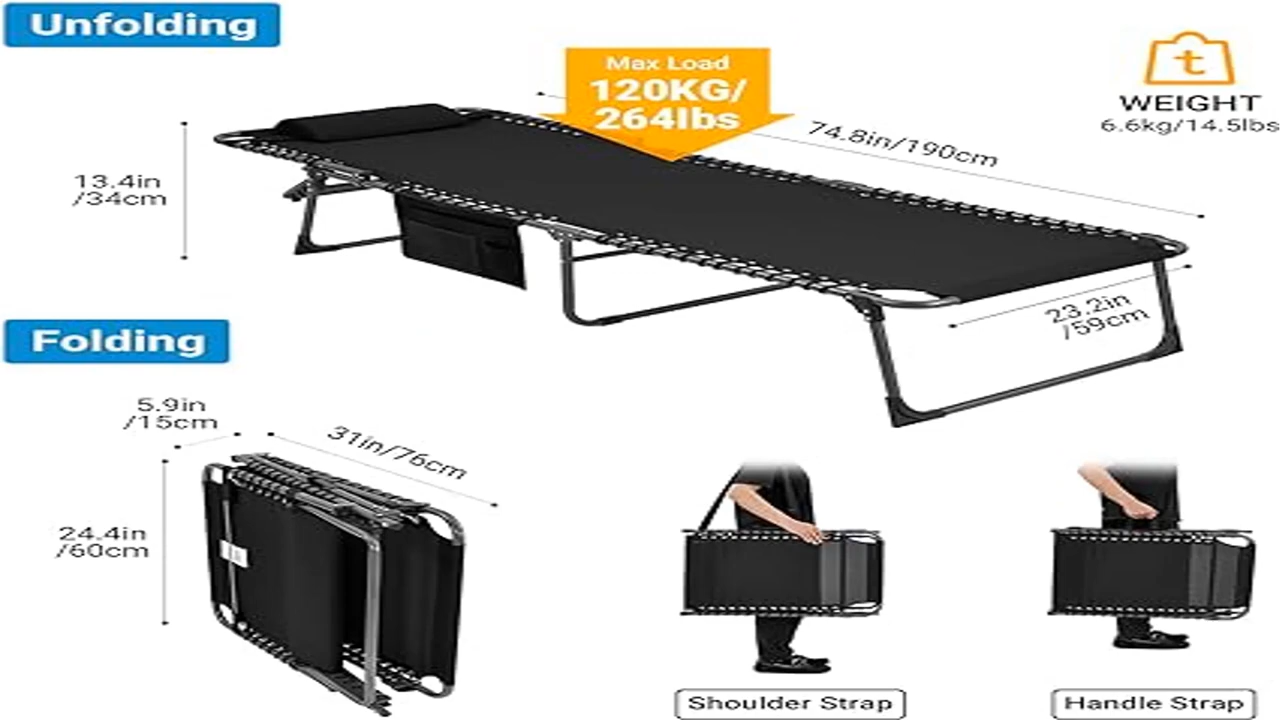 Unfolding
Max Load
120KG/
264lbs
t
WEIGHT
6.6kg/14.5lbs
74.8in/190cm
13.4in
/34cm
23.2in
/59cm
Folding
5.9in
/15cm
31in/76cm
24.4in
/60cm
Shoulder Strap
Handle Strap